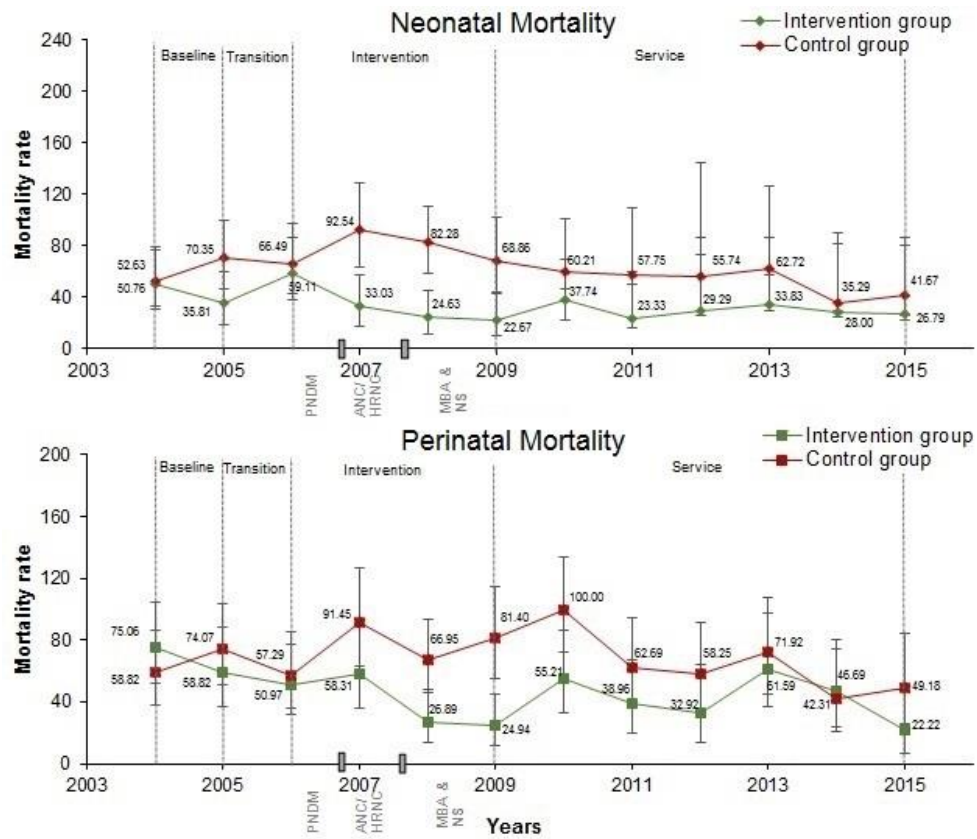 Neonatal Mortality
Intervention group
Control group
240
200
160
120
80
40
0
Mortality rate
Baseline
Transition
Intervention
Service
52.63
50.76
70.35
35.81
66.49
59.11
92.54
33.03
82.28
24.63
68.86
22.67
60.21
37.74
57.75
23.33
55.74
29.29
62.72
33.83
35.29
28.00
41.67
26.79
2003
2005
2007
2009
2011
2013
2015
PNDM
ANC/
HRNC
MBA &
NS
Perinatal Mortality
Intervention group
Control group
200
160
120
80
40
0
Mortality rate
Baseline
Transition
Intervention
Service
75.06
58.82
74.07
58.82
57.29
50.97
91.45
58.31
66.95
26.89
81.40
24.94
100.00
55.21
62.69
38.96
58.25
32.92
71.92
61.59
46.69
42.31
49.18
22.22
2003
2005
2007
2009
2011
2013
2015
PNDM
ANC/
HRNC
MBA &
NS
Years